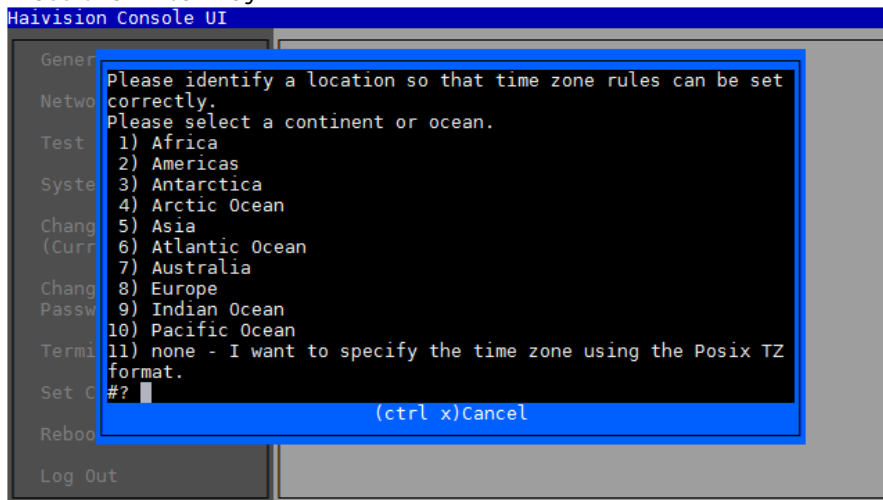 Haivision Console UI
Gener
Please identify a location so that time zone rules can be set
Netwo
correctly.
Please select a continent or ocean.
Test
1) Africa
2) Americas
Syste
3) Antarctica
4) Arctic Ocean
Chang
5) Asia
(Curr
6) Atlantic Ocean
7) Australia
Chang
8) Europe
Passw
9) Indian Ocean
10) Pacific Ocean
Termi
11) none - I want to specify the time zone using the Posix TZ
format.
Set C
#?
(ctrl x)Cancel
Reboo
Log Out